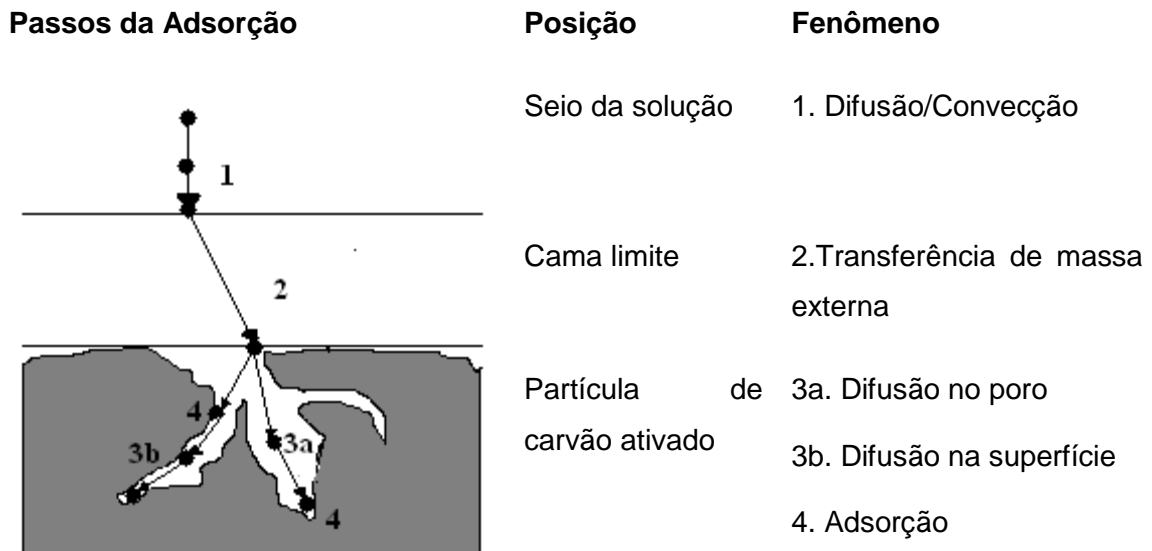 Passos da Adsorção Posição Fenômeno
Seio da solução 1. Difusão/Convecção
1
Cama limite 2.Transferência de massa
externa
2
Partícula de 3a. Difusão no poro
carvão ativado
4
3b 3a 3b. Difusão na superfície
4 4. Adsorção